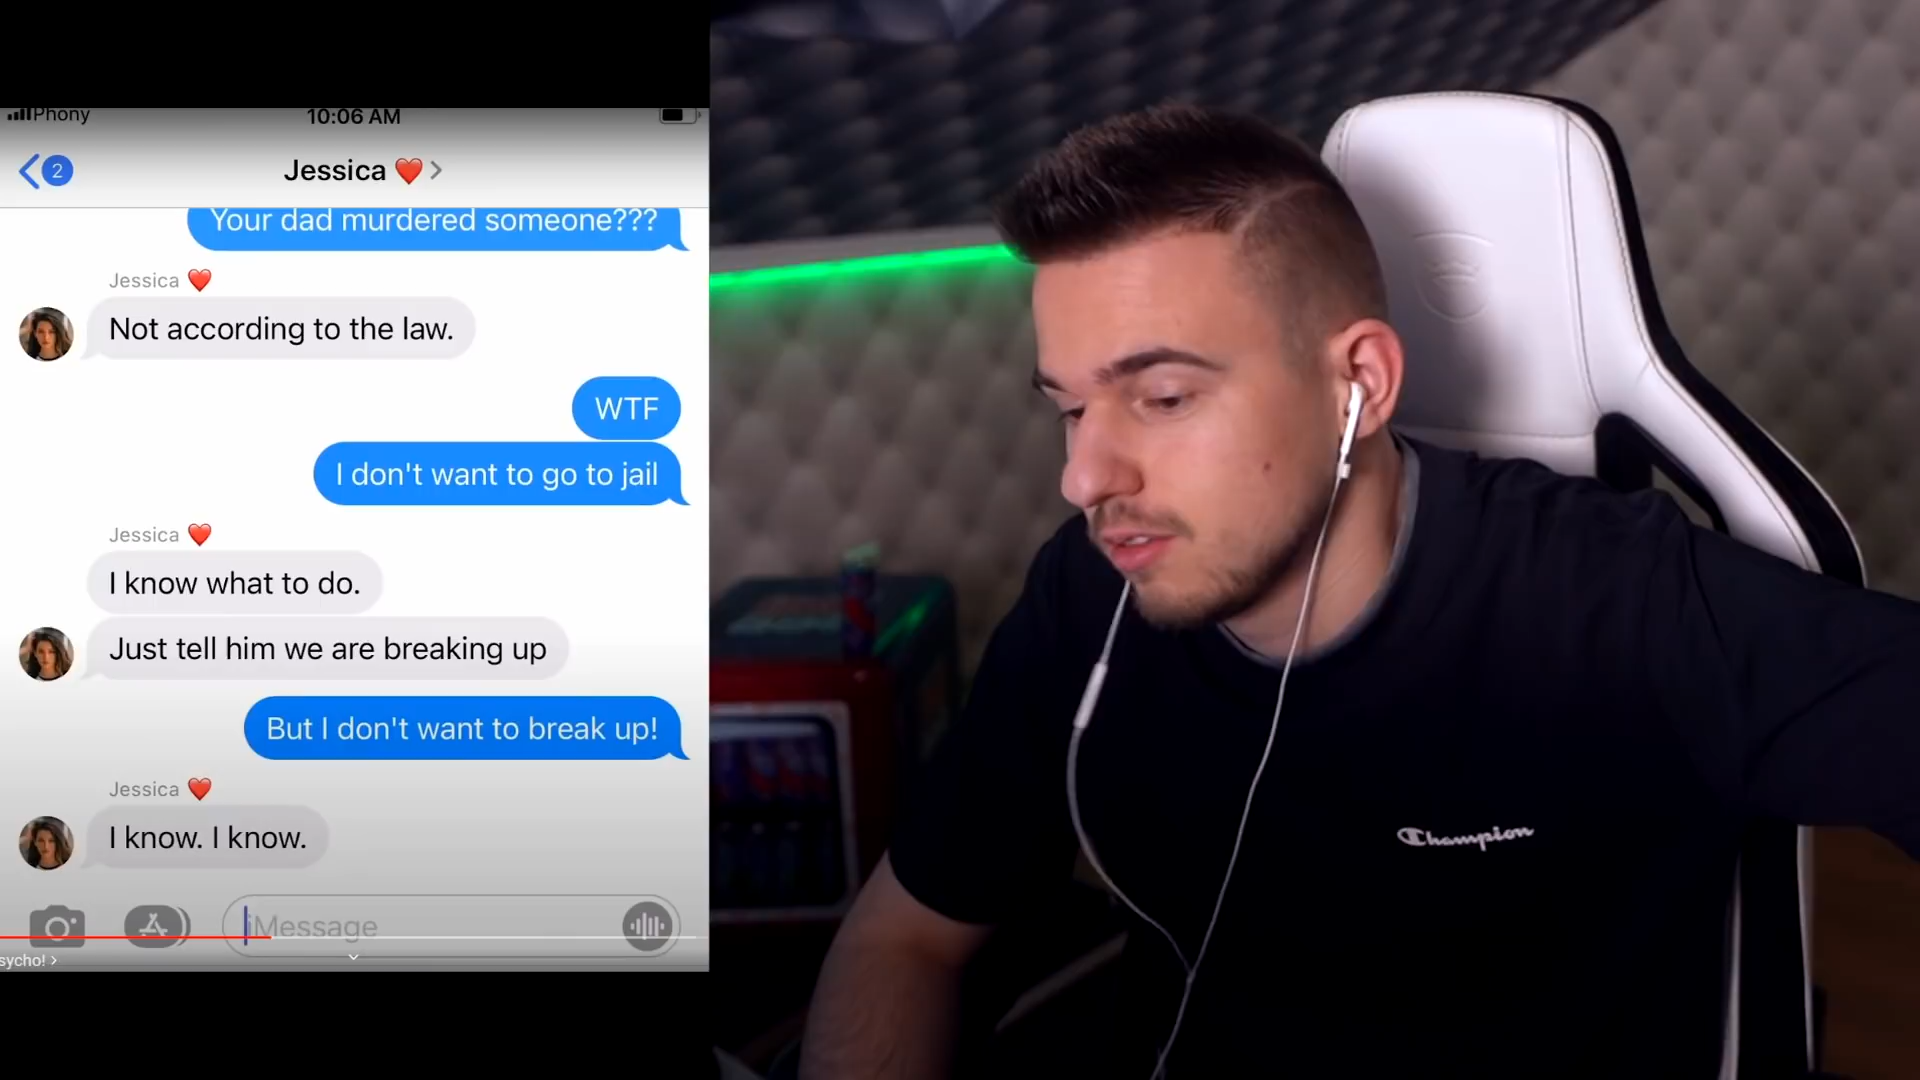 Phony
10:06 AM
2
Jessica ❤️ >
Your dad murdered someone???
Jessica ❤️
Not according to the law.
WTF
I don't want to go to jail
Jessica ❤️
I know what to do.
Just tell him we are breaking up
But I don't want to break up!
Jessica ❤️
I know. I know.
iMessage
sycho! >
Champion